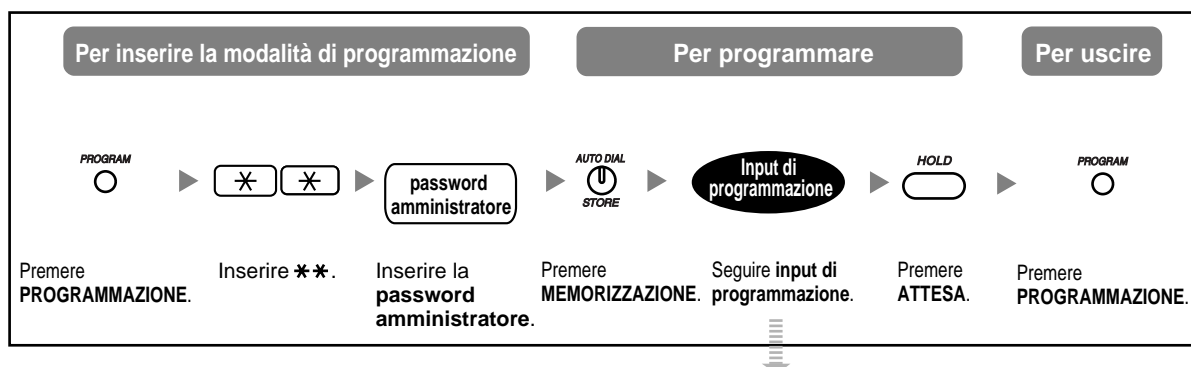 Per inserire la modalità di programmazione
Per programmare
Per uscire
PROGRAM
✳ ✳
password
amministratore
AUTO DIAL
STORE
Input di
programmazione
HOLD
PROGRAM
Premere
PROGRAMMAZIONE.
Inserire ✳✳.
Inserire la
password
amministratore.
Premere
MEMORIZZAZIONE.
Seguire input di
programmazione.
Premere
ATTESA.
Premere
PROGRAMMAZIONE.